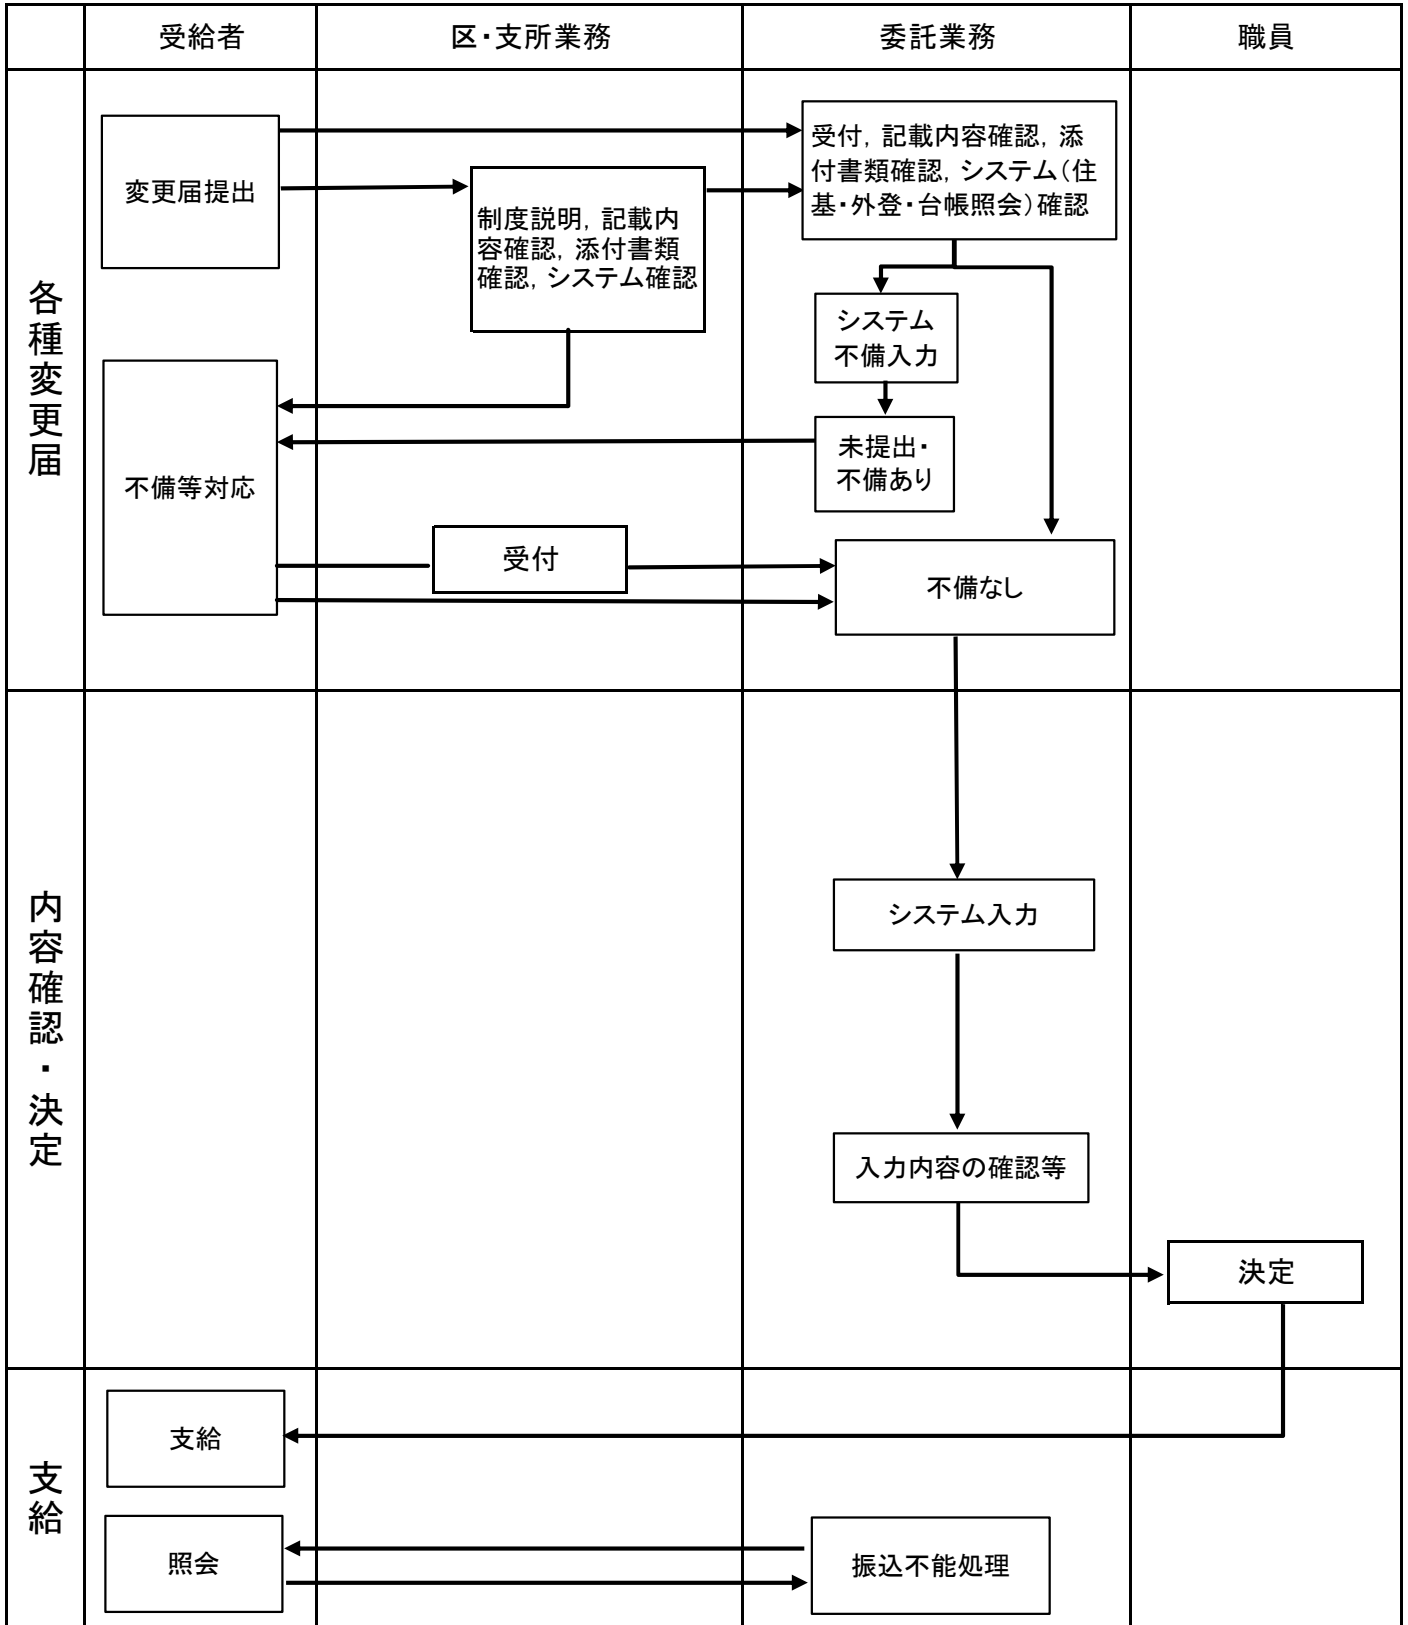 受給者
区・支所業務
委託業務
職員
各種変更届
変更届提出
受付，記載内容確認，添
付書類確認，システム（住
基・外登・台帳照会）確認
制度説明，記載内
容確認，添付書類
確認，システム確認
システム
不備入力
未提出・
不備あり
不備等対応
受付
不備なし
内容確認・決定
システム入力
入力内容の確認等
決定
支給
支給
照会
振込不能処理